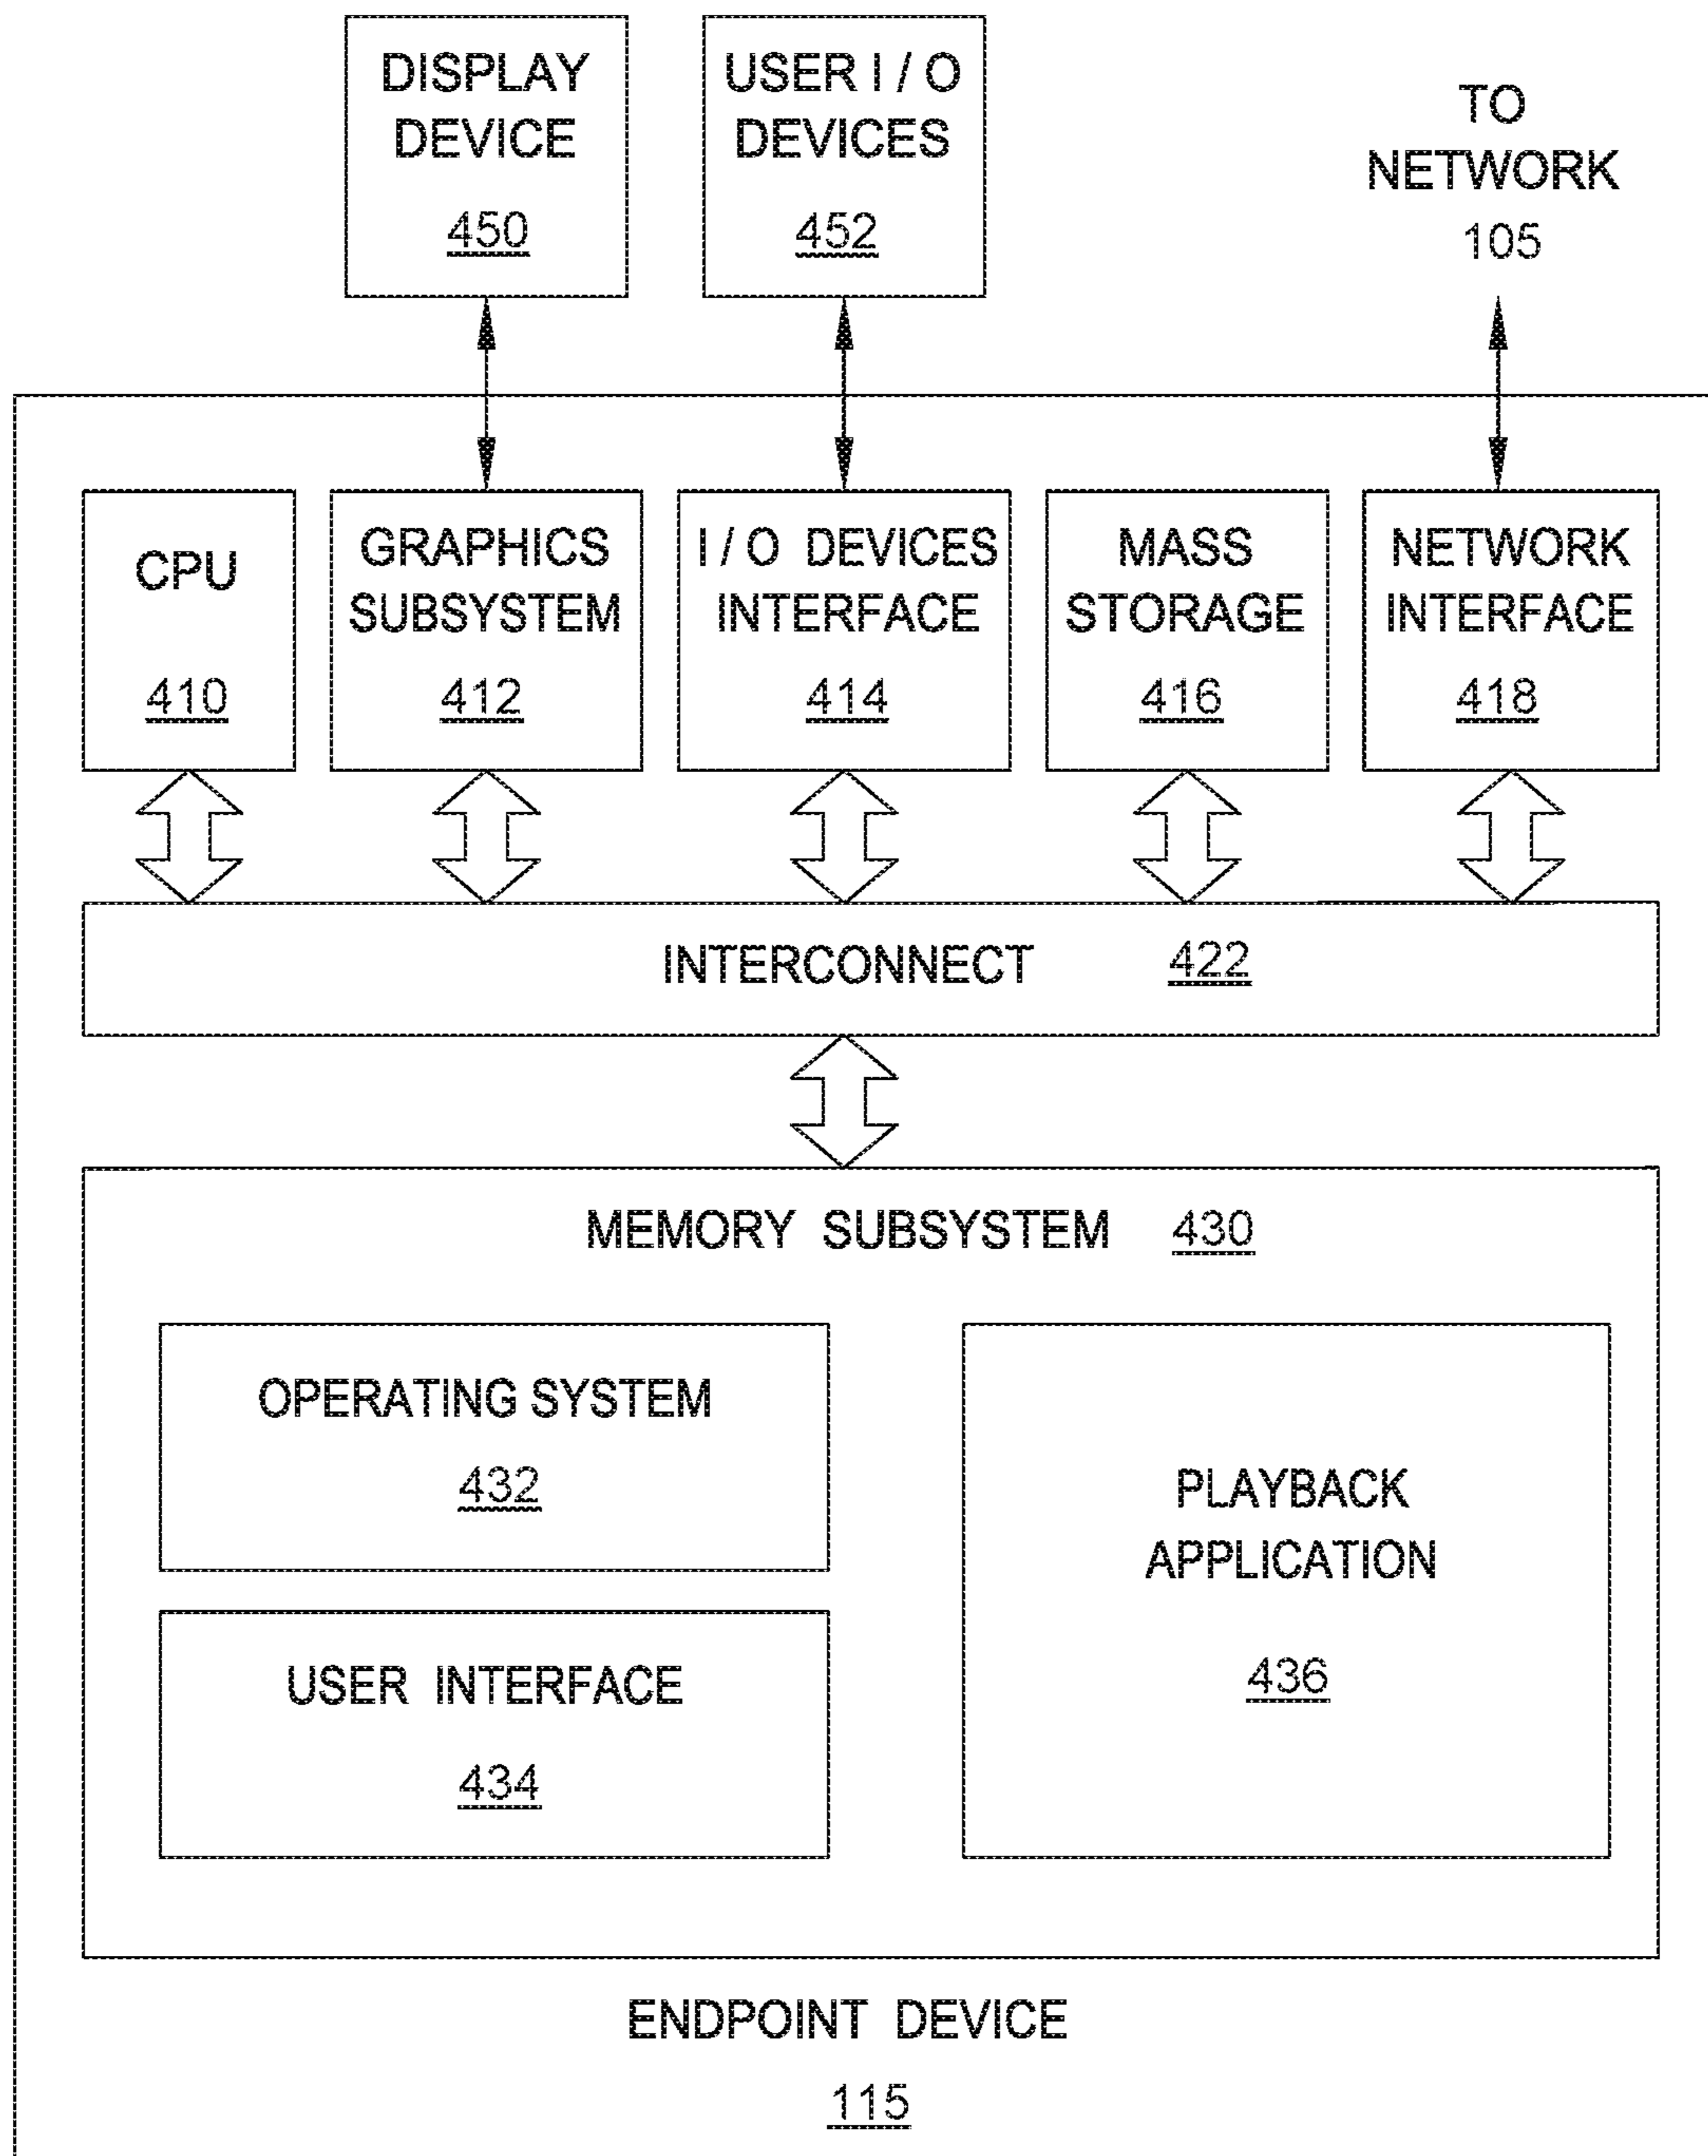 DISPLAY
DEVICE
450
USER I / O
DEVICES
452
TO
NETWORK
105
CPU
410
GRAPHICS
SUBSYSTEM
412
I / O DEVICES
INTERFACE
414
MASS
STORAGE
416
NETWORK
INTERFACE
418
INTERCONNECT 422
MEMORY SUBSYSTEM 430
OPERATING SYSTEM
432
USER INTERFACE
434
PLAYBACK
APPLICATION
436
ENDPOINT DEVICE
115